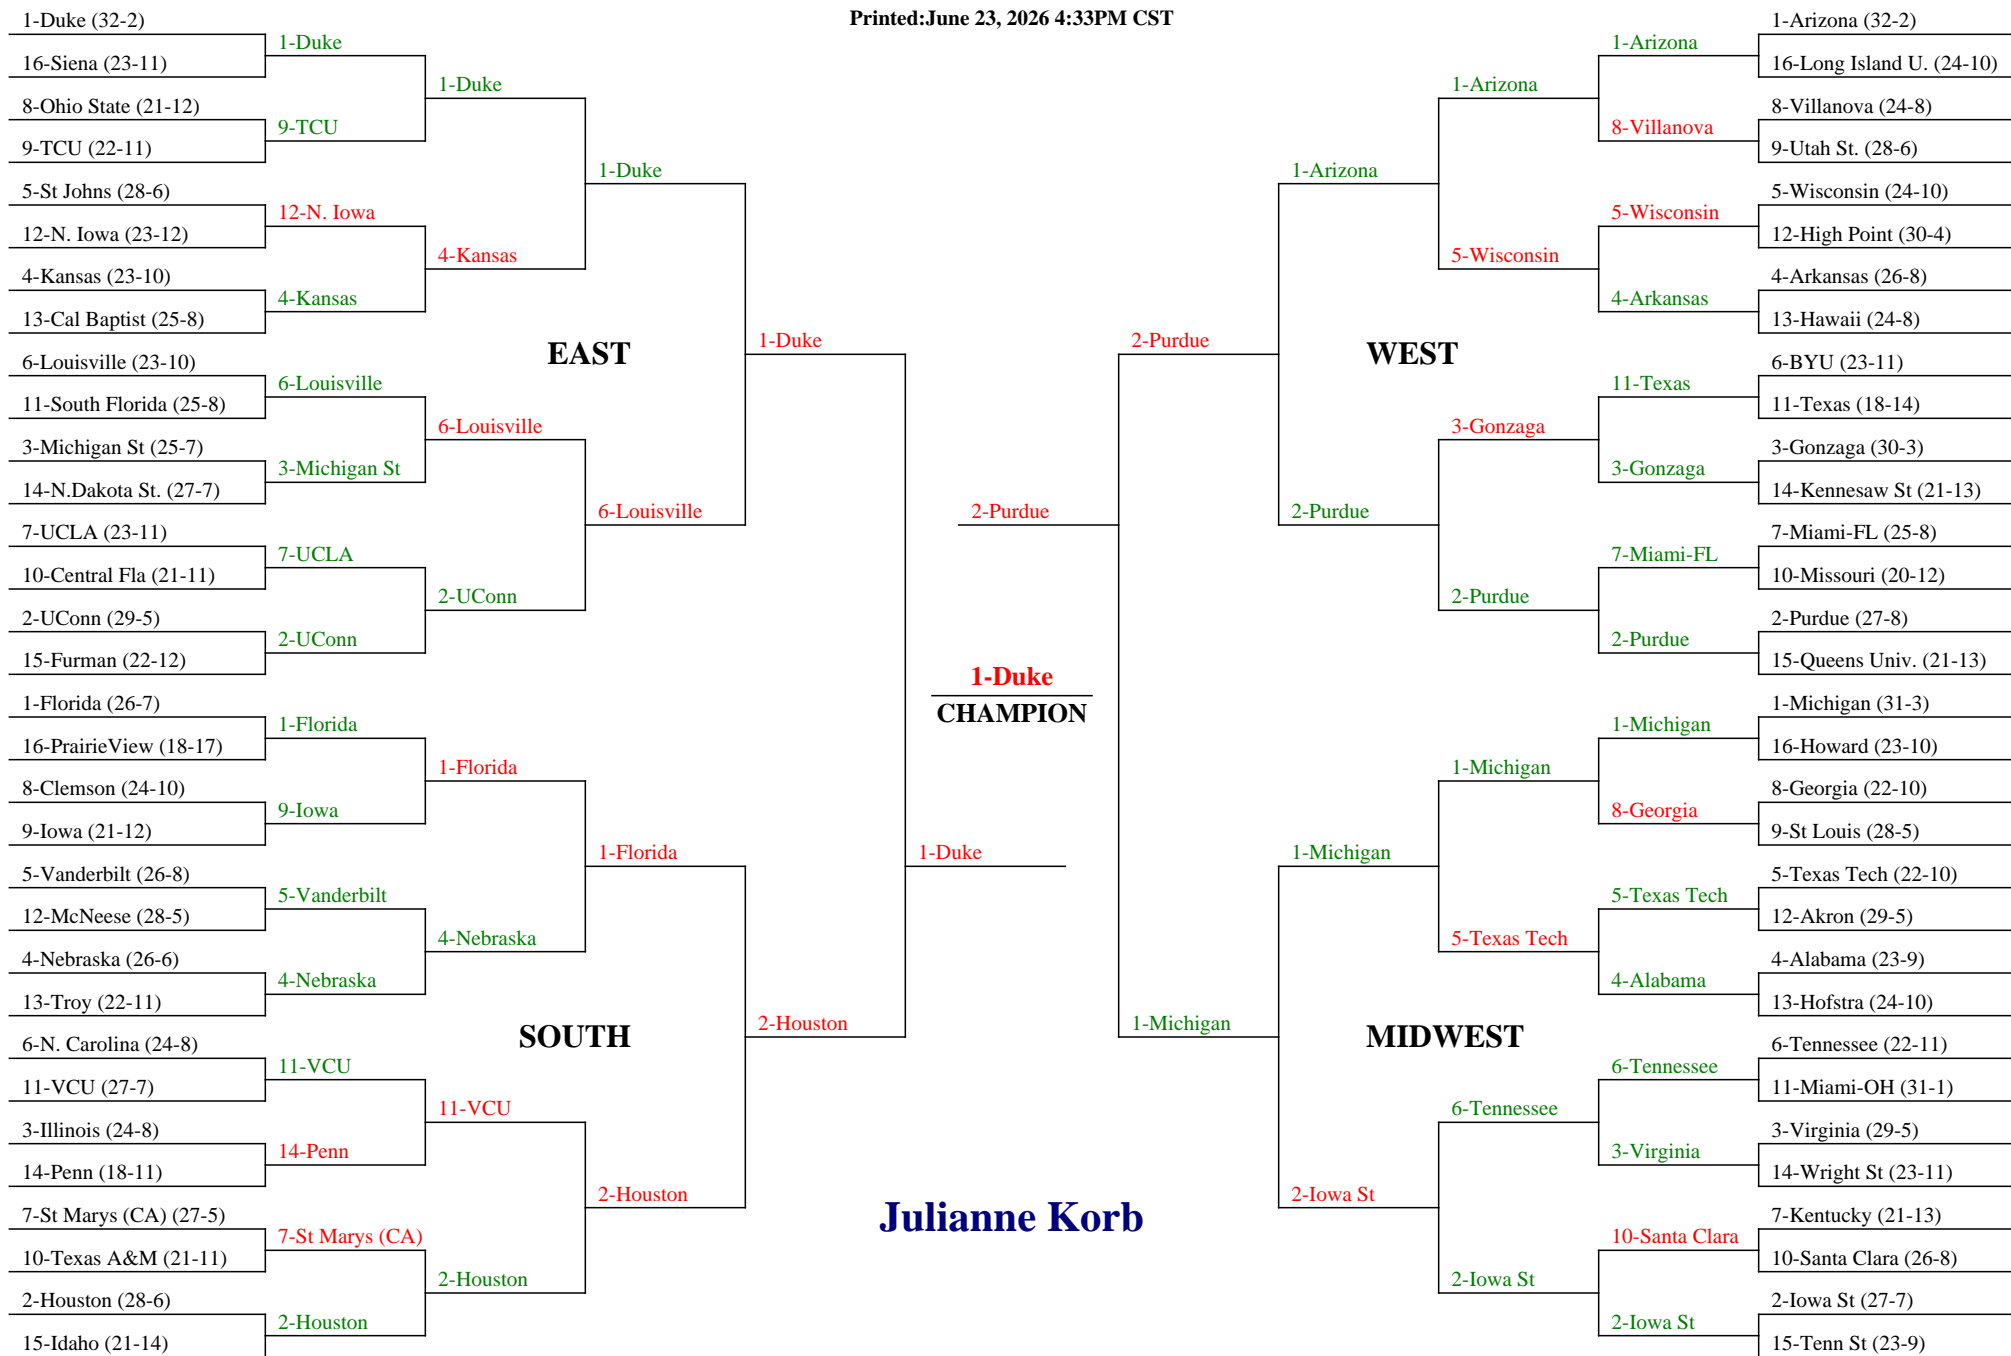 Printed:June 23, 2026 4:33PM CST
1-Duke (32-2)
16-Siena (23-11)
8-Ohio State (21-12)
9-TCU (22-11)
5-St Johns (28-6)
12-N. Iowa (23-12)
4-Kansas (23-10)
13-Cal Baptist (25-8)
6-Louisville (23-10)
11-South Florida (25-8)
3-Michigan St (25-7)
14-N.Dakota St. (27-7)
7-UCLA (23-11)
10-Central Fla (21-11)
2-UConn (29-5)
15-Furman (22-12)
1-Florida (26-7)
16-PrairieView (18-17)
8-Clemson (24-10)
9-Iowa (21-12)
5-Vanderbilt (26-8)
12-McNeese (28-5)
4-Nebraska (26-6)
13-Troy (22-11)
6-N. Carolina (24-8)
11-VCU (27-7)
3-Illinois (24-8)
14-Penn (18-11)
7-St Marys (CA) (27-5)
10-Texas A&M (21-11)
2-Houston (28-6)
15-Idaho (21-14)
1-Duke
9-TCU
12-N. Iowa
4-Kansas
6-Louisville
3-Michigan St
7-UCLA
2-UConn
1-Florida
9-Iowa
5-Vanderbilt
4-Nebraska
11-VCU
14-Penn
7-St Marys (CA)
2-Houston
1-Duke
4-Kansas
6-Louisville
2-UConn
1-Florida
4-Nebraska
11-VCU
2-Houston
EAST
SOUTH
1-Duke
6-Louisville
1-Florida
2-Houston
1-Duke
2-Houston
1-Duke
2-Purdue
1-Duke
CHAMPION
Julianne Korb
2-Purdue
1-Michigan
1-Arizona
2-Purdue
1-Michigan
2-Iowa St
WEST
MIDWEST
1-Arizona
5-Wisconsin
3-Gonzaga
2-Purdue
1-Michigan
5-Texas Tech
6-Tennessee
2-Iowa St
1-Arizona
8-Villanova
5-Wisconsin
4-Arkansas
11-Texas
3-Gonzaga
7-Miami-FL
2-Purdue
1-Michigan
8-Georgia
5-Texas Tech
4-Alabama
6-Tennessee
3-Virginia
10-Santa Clara
2-Iowa St
1-Arizona (32-2)
16-Long Island U. (24-10)
8-Villanova (24-8)
9-Utah St. (28-6)
5-Wisconsin (24-10)
12-High Point (30-4)
4-Arkansas (26-8)
13-Hawaii (24-8)
6-BYU (23-11)
11-Texas (18-14)
3-Gonzaga (30-3)
14-Kennesaw St (21-13)
7-Miami-FL (25-8)
10-Missouri (20-12)
2-Purdue (27-8)
15-Queens Univ. (21-13)
1-Michigan (31-3)
16-Howard (23-10)
8-Georgia (22-10)
9-St Louis (28-5)
5-Texas Tech (22-10)
12-Akron (29-5)
4-Alabama (23-9)
13-Hofstra (24-10)
6-Tennessee (22-11)
11-Miami-OH (31-1)
3-Virginia (29-5)
14-Wright St (23-11)
7-Kentucky (21-13)
10-Santa Clara (26-8)
2-Iowa St (27-7)
15-Tenn St (23-9)